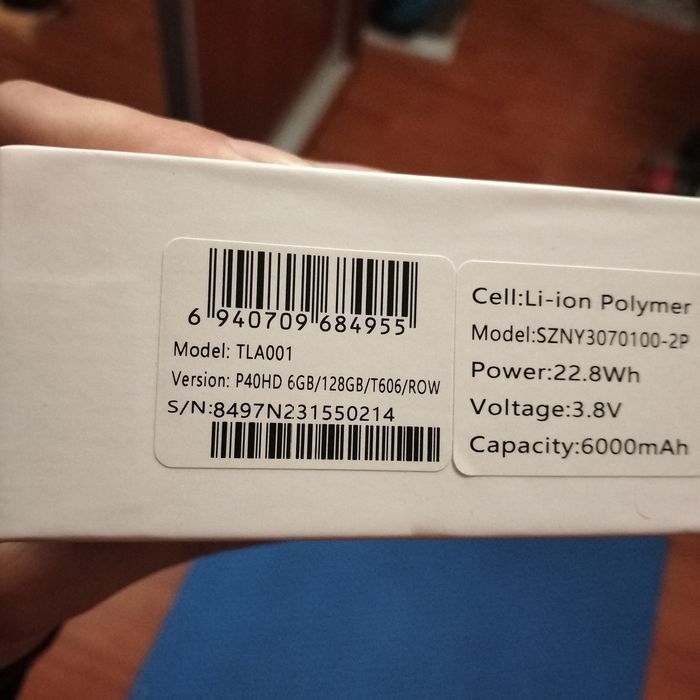 6 940709 684955
Model: TLA001
Version: P40HD 6GB/128GB/T606/ROW
S/N:8497N231550214
Cell:Li-ion Polymer
Model:SZNY3070100-2P
Power:22.8Wh
Voltage:3.8V
Capacity:6000mAh